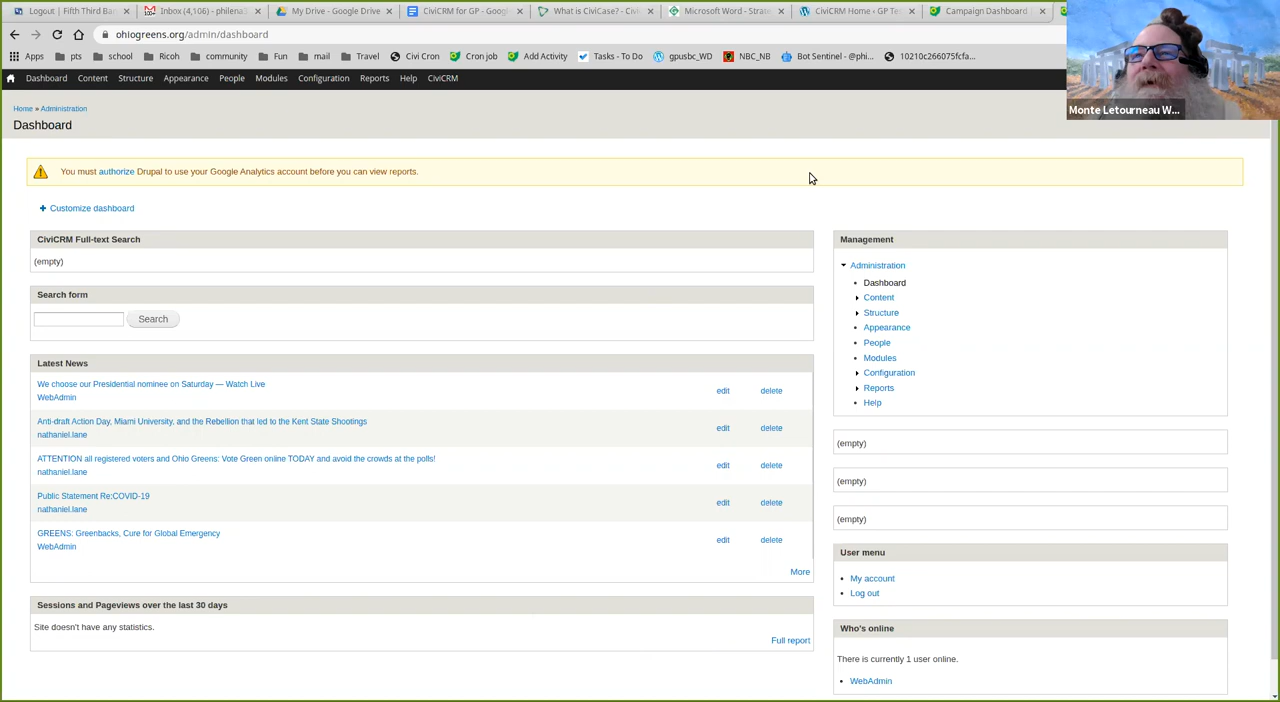 Logout | Fifth Third Ban
Inbox (4,106) - philena3
My Drive - Google Drive
CiviCRM for GP - Google
What is CiviCase? - Civi
Microsoft Word - Stude
CiviCRM Home « GP Te
Campaign Dashboard
ohiogreens.org/admin/dashboard
Apps pts school Ricoh community Fun mail Travel Civi Cron Cron job Add Activity Tasks - To Do gpusbc_WD NBC_NB Bot Sentinel - @phi... 10210c266075fcfa...
Dashboard Content Structure Appearance People Modules Configuration Reports Help CiviCRM
Monte Letourneau W...
Home » Administration
Dashboard
You must authorize Drupal to use your Google Analytics account before you can view reports.
Customize dashboard
CiviCRM Full-text Search
(empty)
Search form
Search
Latest News
We choose our Presidential nominee on Saturday — Watch Live
WebAdmin
edit delete
Anti-draft Action Day, Miami University, and the Rebellion that led to the Kent State Shootings
nathaniel.lane
edit delete
ATTENTION all registered voters and Ohio Greens: Vote Green online TODAY and avoid the crowds at the polls!
nathaniel.lane
edit delete
Public Statement Re:COVID-19
nathaniel.lane
edit delete
GREENS: Greenbacks, Cure for Global Emergency
WebAdmin
edit delete
More
Sessions and Pageviews over the last 30 days
Site doesn't have any statistics.
Full report
Management
Administration
Dashboard
Content
Structure
Appearance
People
Modules
Configuration
Reports
Help
(empty)
(empty)
(empty)
User menu
My account
Log out
Who's online
There is currently 1 user online.
WebAdmin